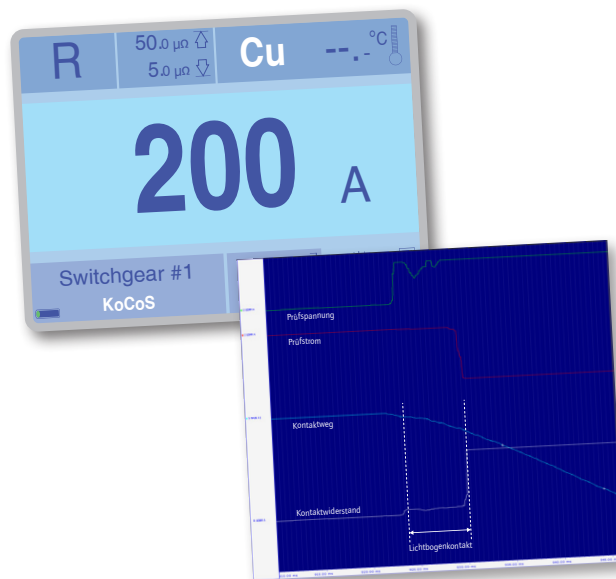 R
50.0 µΩ
5.0 µΩ
Cu
--.- °C
200 A
Switchgear #1
KoCoS
Prüfspannung
Prüfstrom
Kontaktweg
Kontaktwiderstand
Lichtbogenkontakt